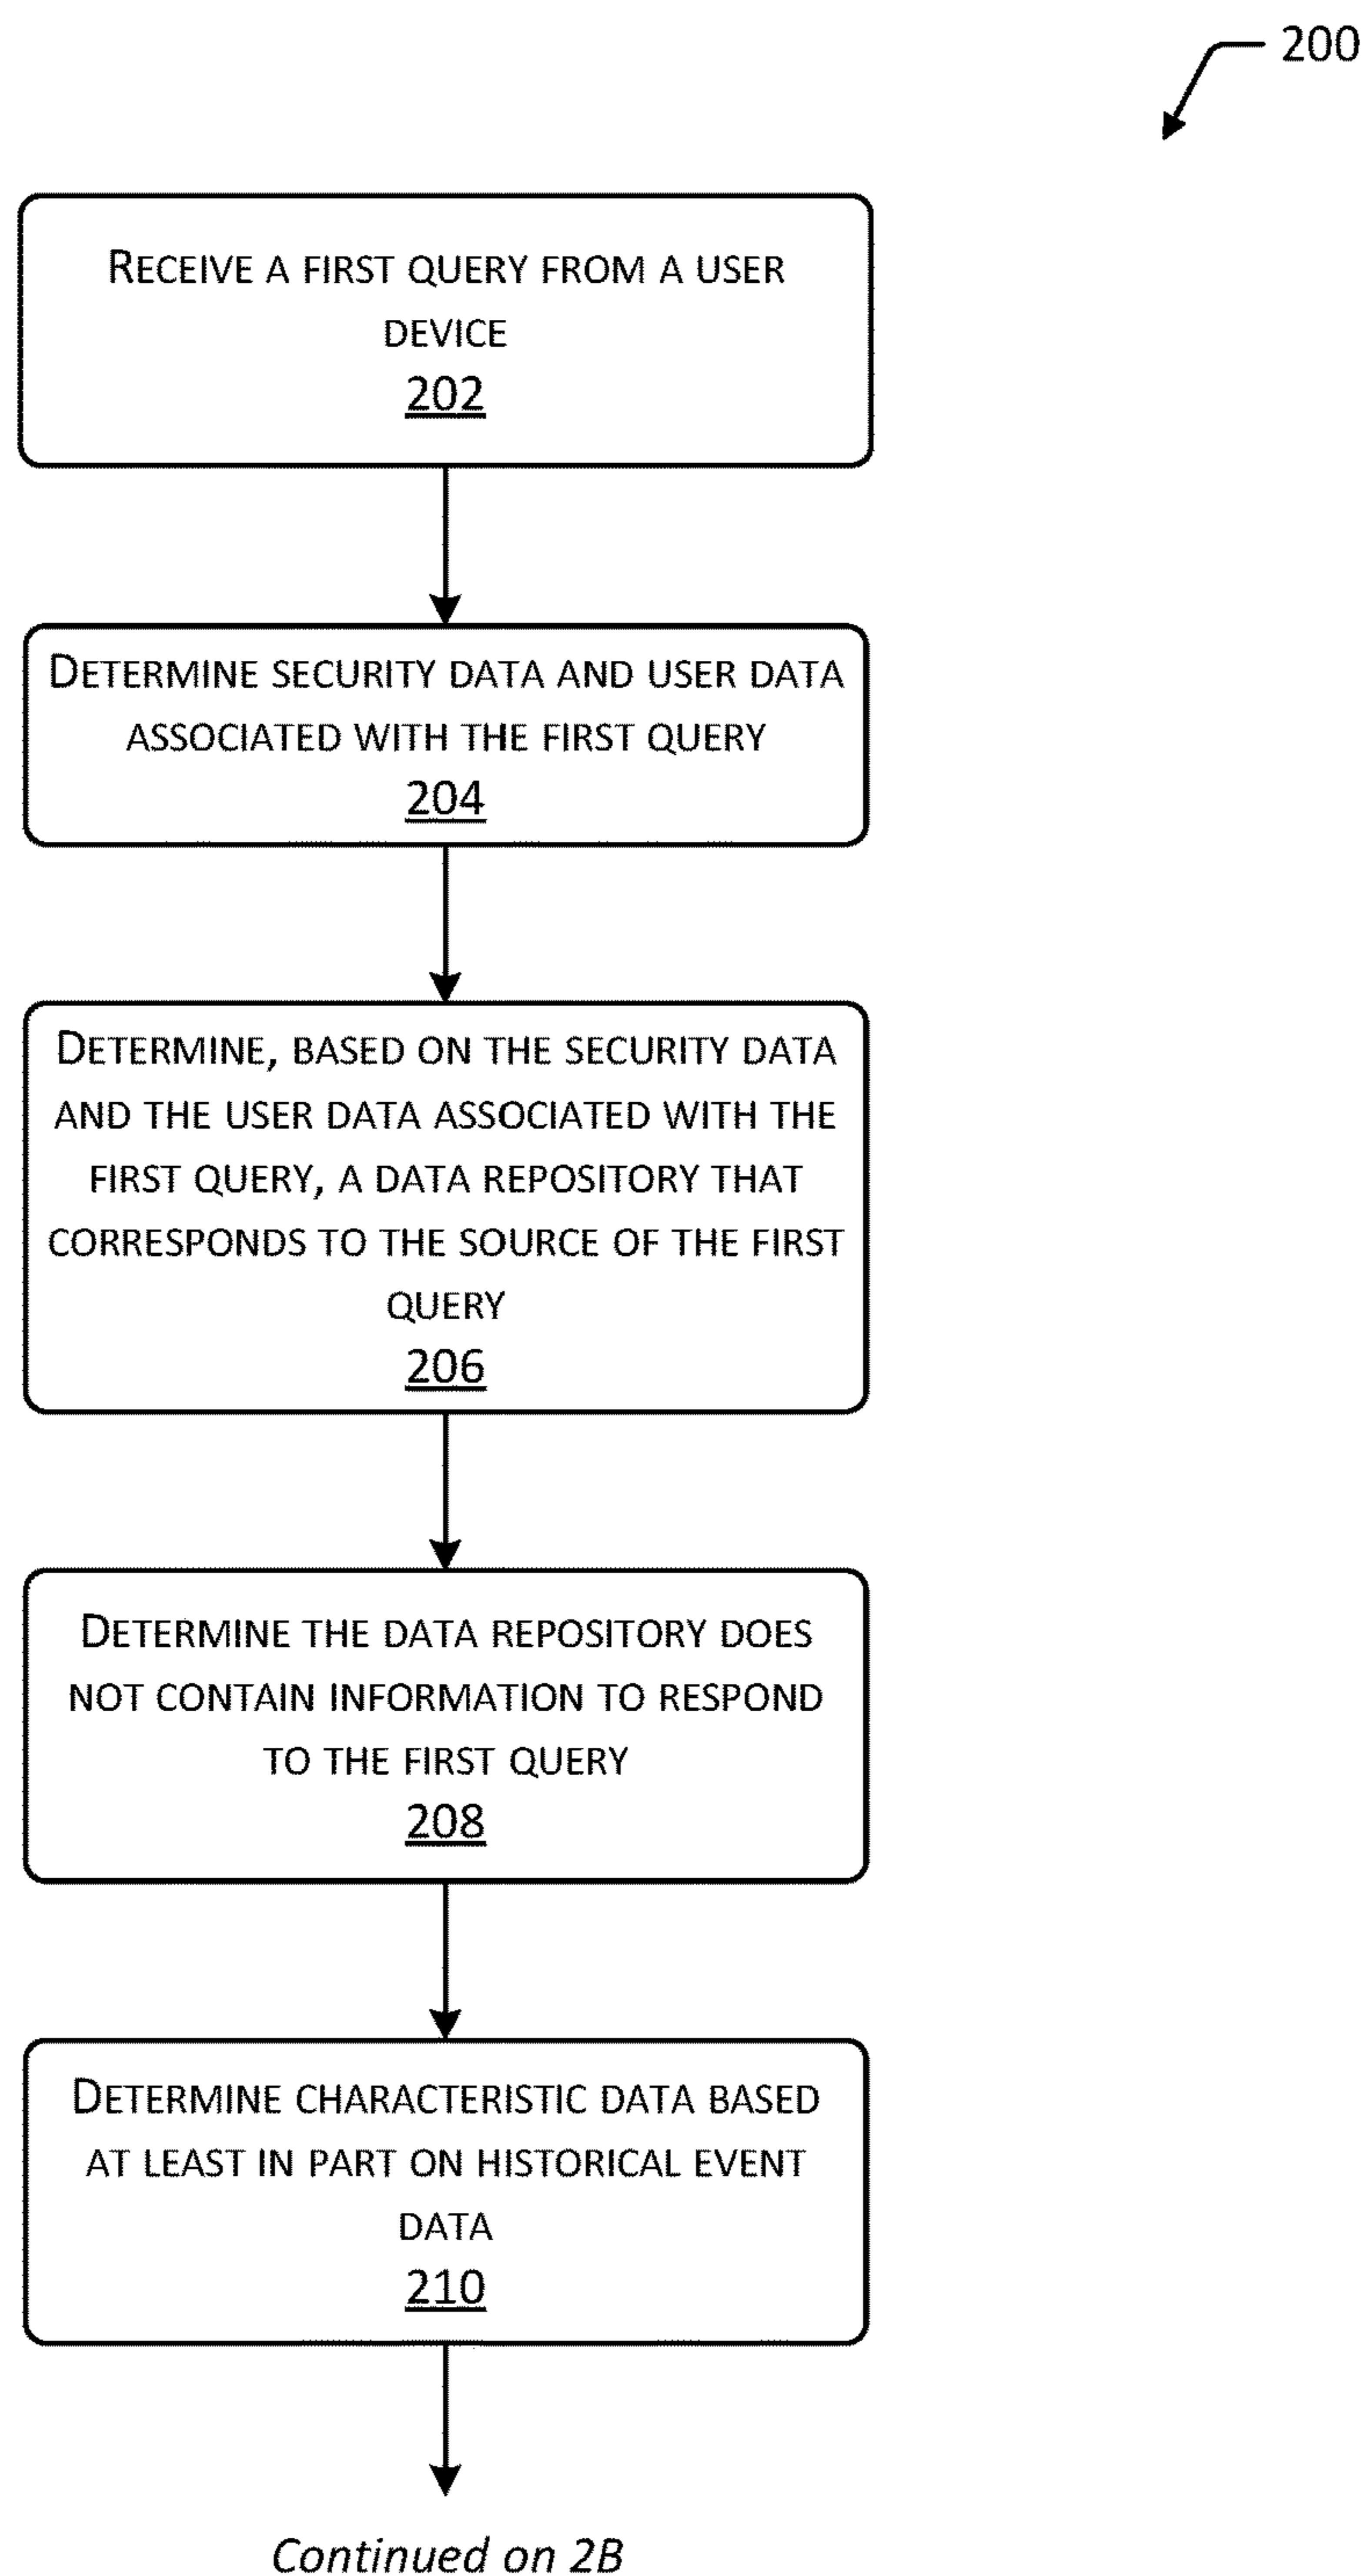 200
RECEIVE A FIRST QUERY FROM A USER
DEVICE
202
DETERMINE SECURITY DATA AND USER DATA
ASSOCIATED WITH THE FIRST QUERY
204
DETERMINE, BASED ON THE SECURITY DATA
AND THE USER DATA ASSOCIATED WITH THE
FIRST QUERY, A DATA REPOSITORY THAT
CORRESPONDS TO THE SOURCE OF THE FIRST
QUERY
206
DETERMINE THE DATA REPOSITORY DOES
NOT CONTAIN INFORMATION TO RESPOND
TO THE FIRST QUERY
208
DETERMINE CHARACTERISTIC DATA BASED
AT LEAST IN PART ON HISTORICAL EVENT
DATA
210
Continued on 2B